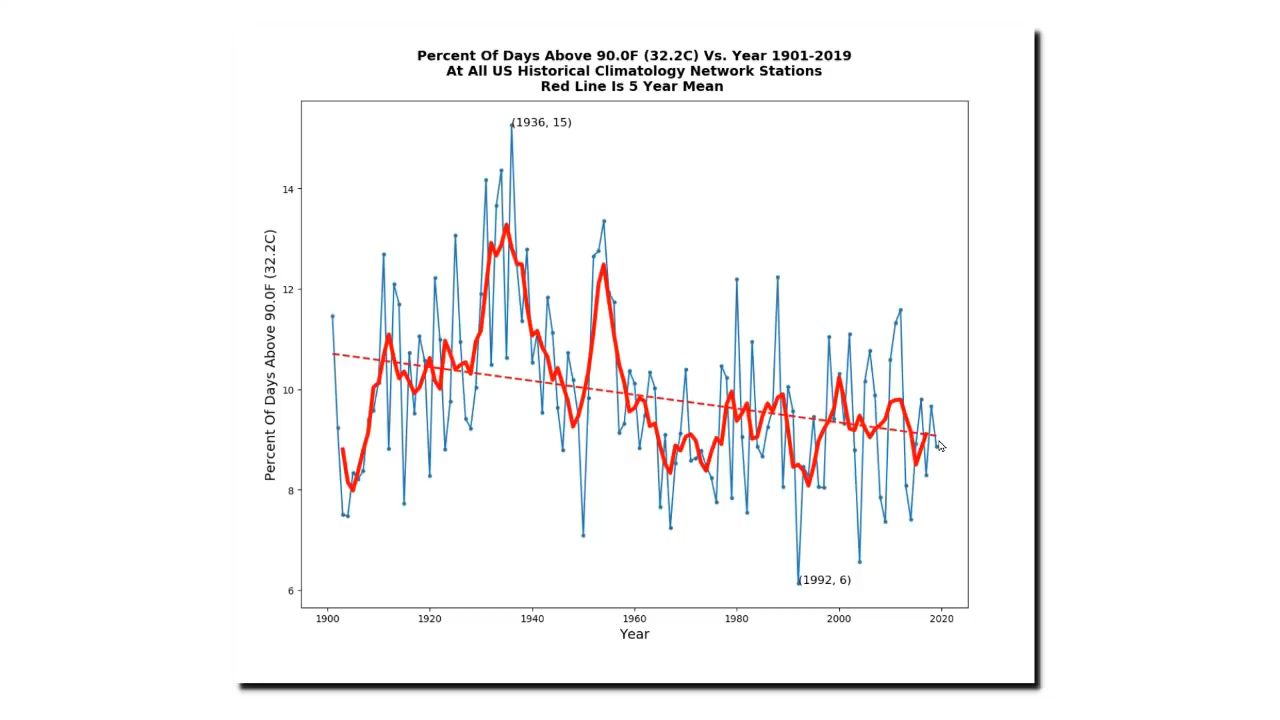 Percent Of Days Above 90.0F (32.2C) Vs. Year 1901-2019
At All US Historical Climatology Network Stations
Red Line Is 5 Year Mean
(1936, 15)
14
12
10
8
6
Percent Of Days Above 90.0F (32.2C)
(1992, 6)
1900 1920 1940 1960 1980 2000 2020
Year